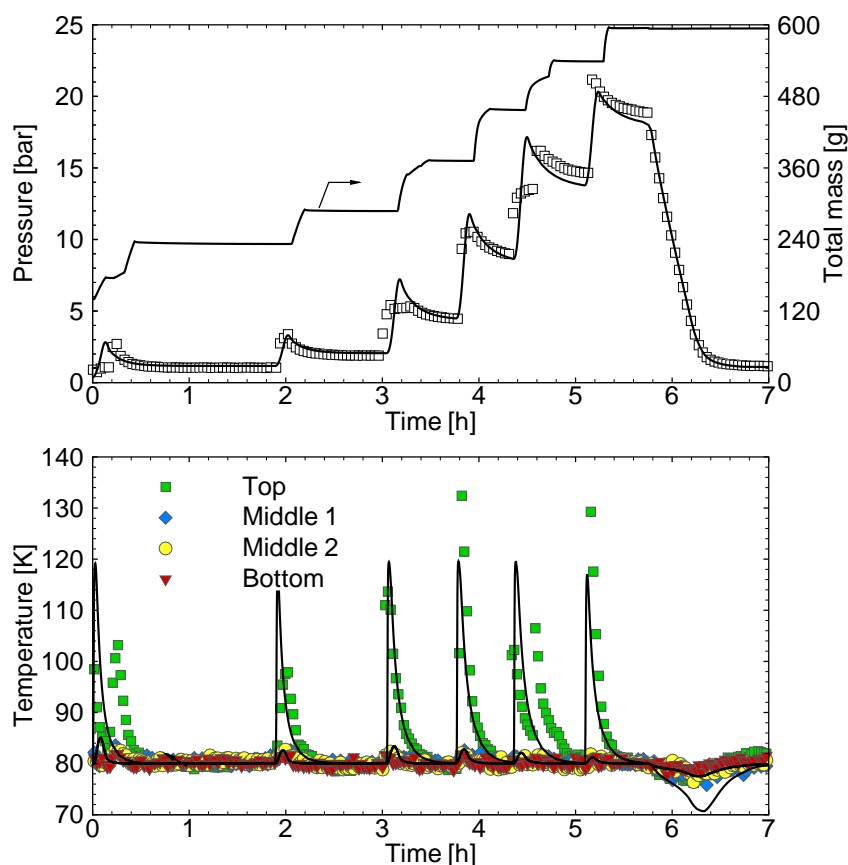 25
20
15
10
5
0
Pressure [bar]
600
480
360
240
120
0
Total mass [g]
0 1 2 3 4 5 6 7
Time [h]
140
130
120
110
100
90
80
70
Temperature [K]
Top
Middle 1
Middle 2
Bottom
0 1 2 3 4 5 6 7
Time [h]